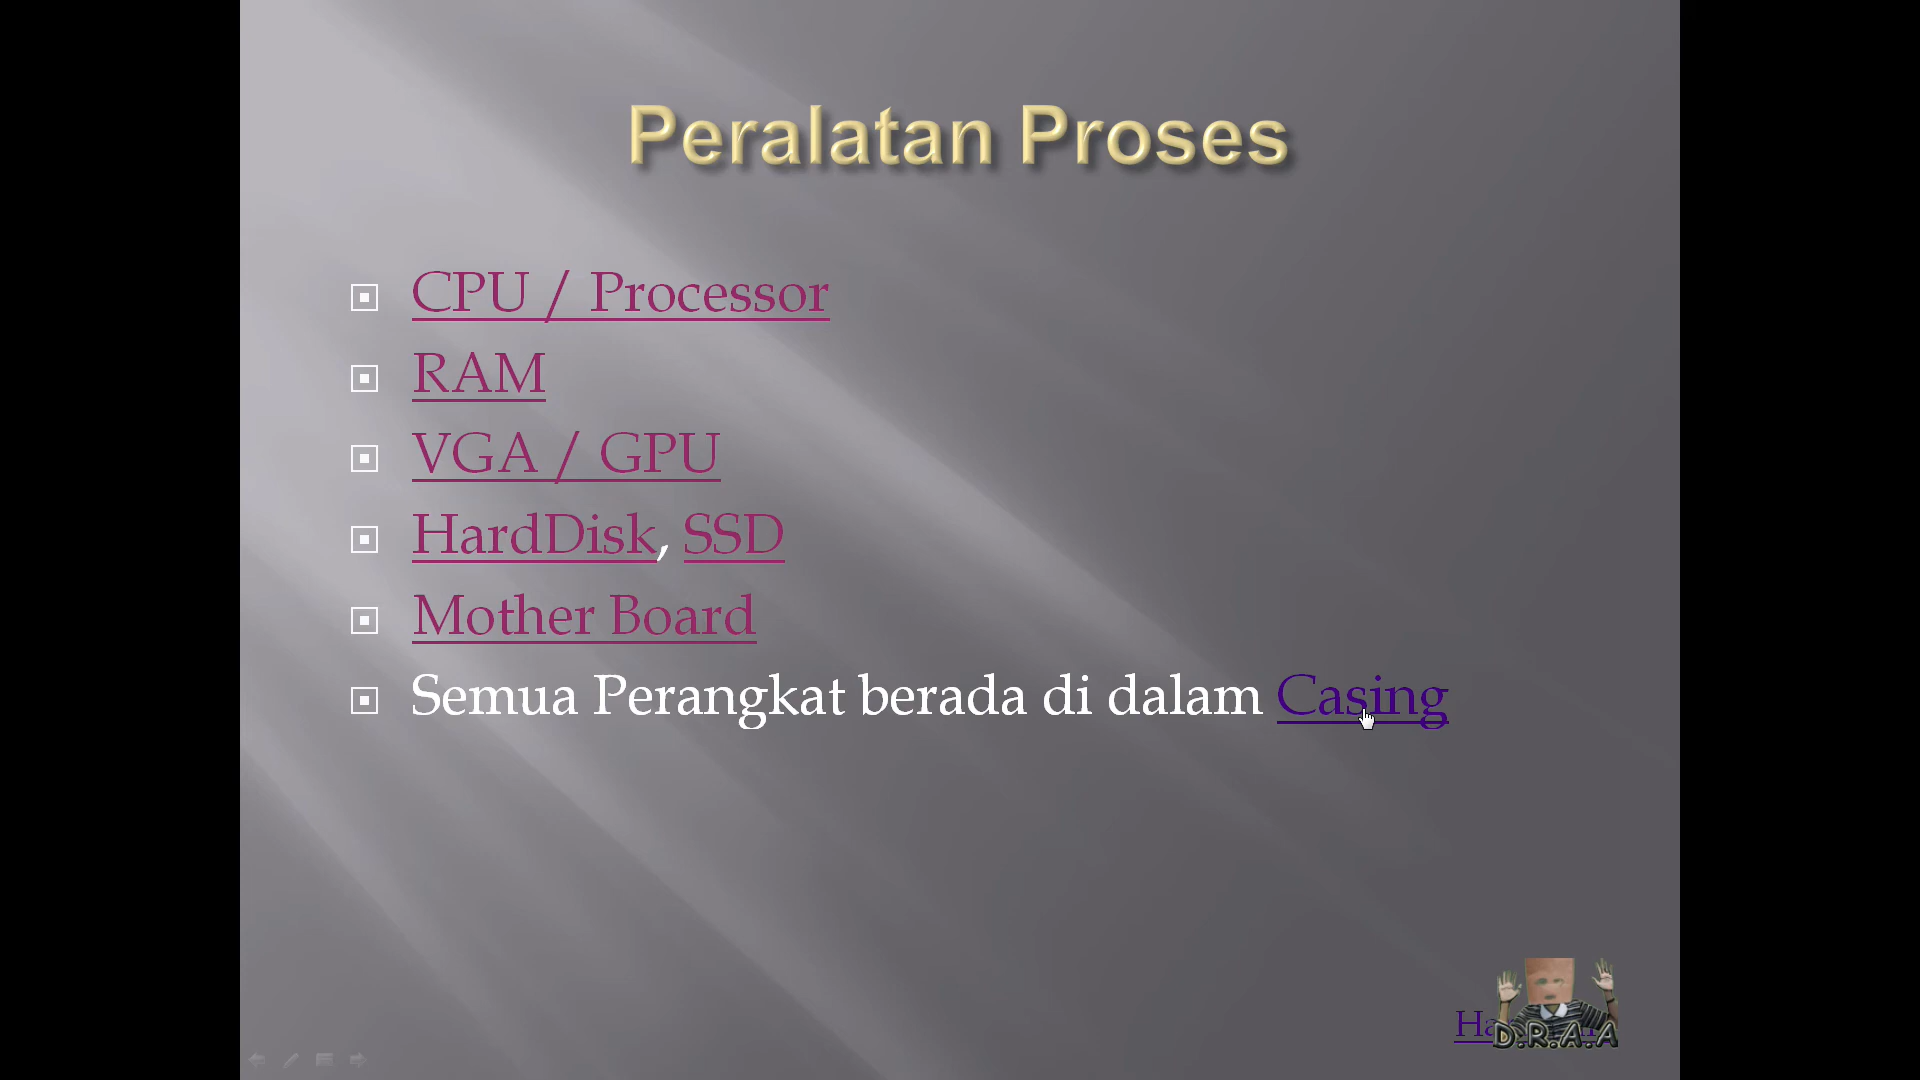 Peralatan Proses
CPU / Processor
RAM
VGA / GPU
HardDisk, SSD
Mother Board
Semua Perangkat berada di dalam Casing
D.R.A.A